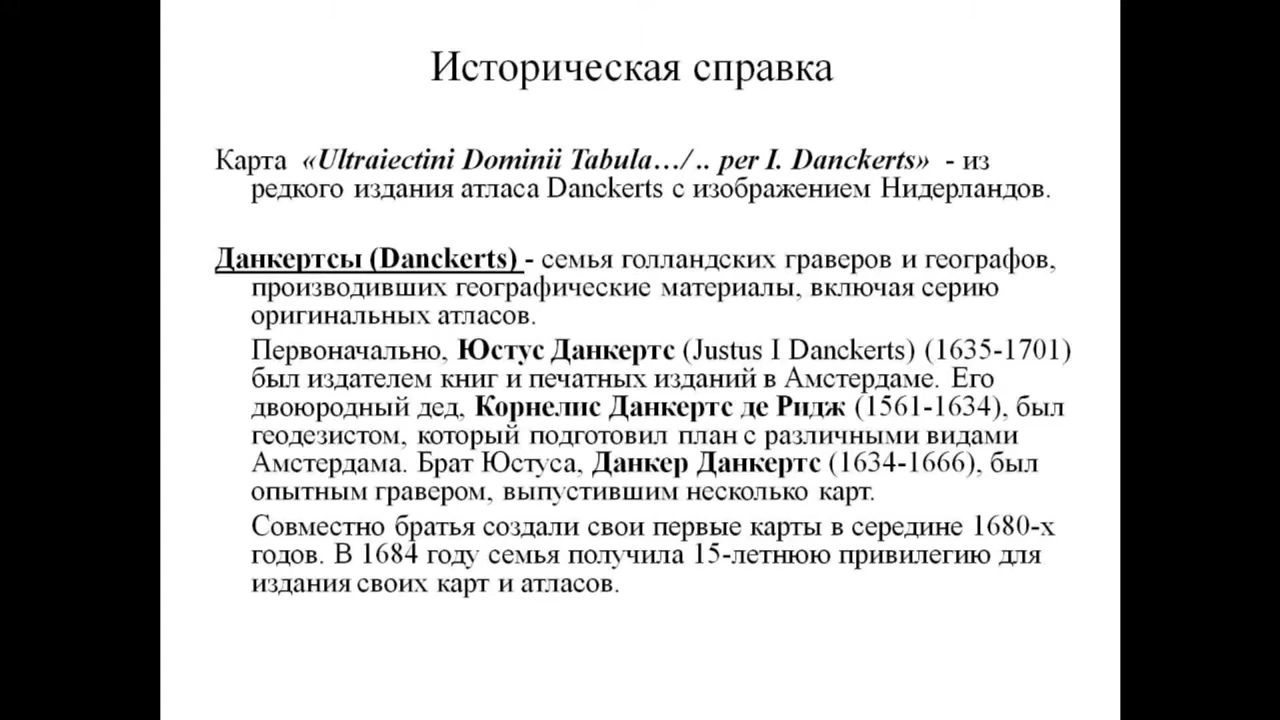 Историческая справка
Карта «Ultraiectini Dominii Tabula…/ .. per I. Danckerts» - из
редкого издания атласа Danckerts с изображением Нидерландов.
Данкертсы (Danckerts) - семья голландских граверов и географов,
производивших географические материалы, включая серию
оригинальных атласов.
Первоначально, Юстус Данкертс (Justus I Danckerts) (1635-1701)
был издателем книг и печатных изданий в Амстердаме. Его
двоюродный дед, Корнелис Данкертс де Ридж (1561-1634), был
геодезистом, который подготовил план с различными видами
Амстердама. Брат Юстуса, Данкер Данкертс (1634-1666), был
опытным гравером, выпустившим несколько карт.
Совместно братья создали свои первые карты в середине 1680-х
годов. В 1684 году семья получила 15-летнюю привилегию для
издания своих карт и атласов.